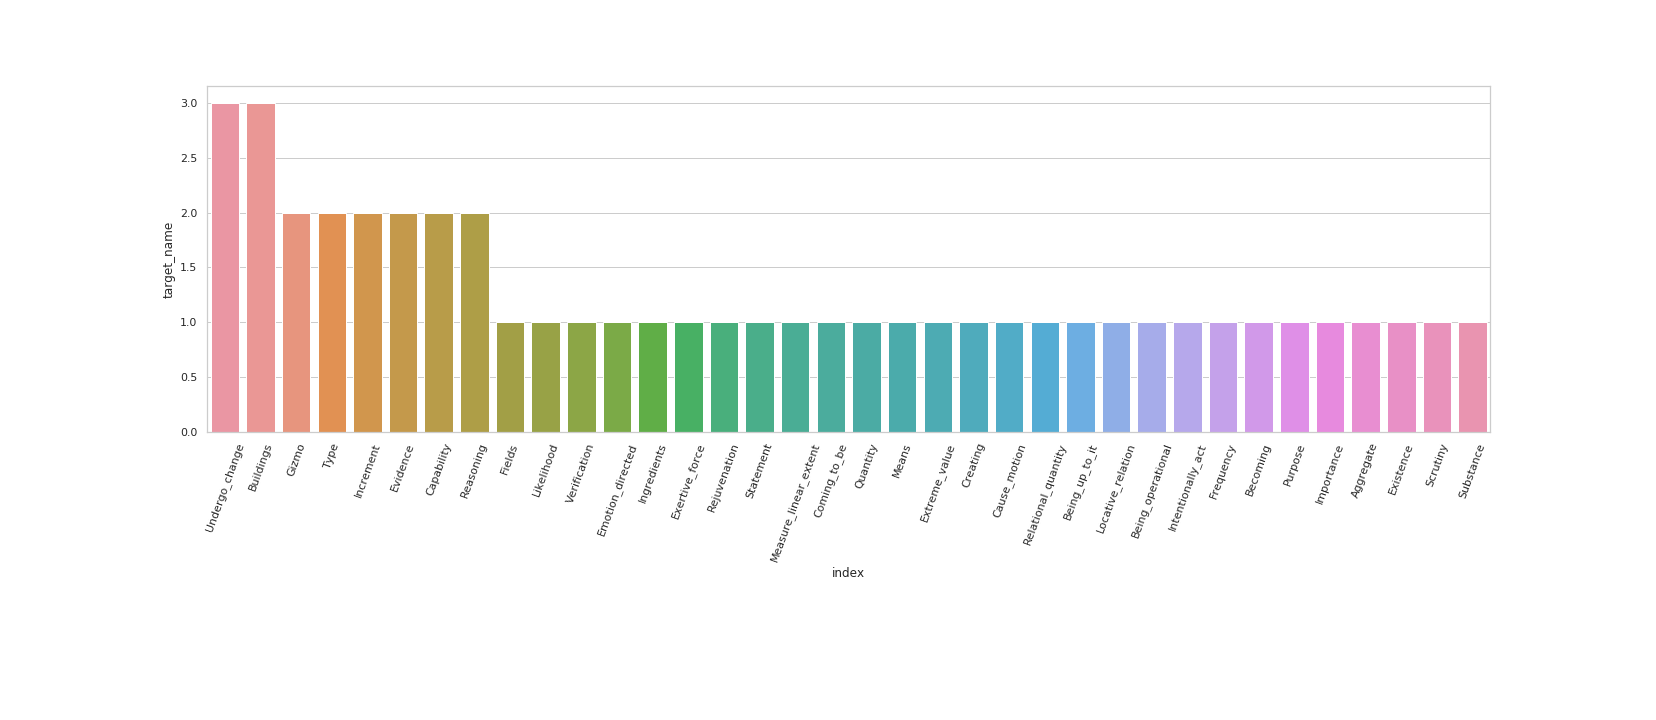 3.0
2.5
2.0
1.5
1.0
0.5
0.0
target_name
Undergo_change
Buildings
Gizmo
Type
Increment
Evidence
Capability
Reasoning
Fields
Likelihood
Verification
Emotion_directed
Ingredients
Exertive_force
Rejuvenation
Statement
Measure_linear_extent
Coming_to_be
Quantity
Means
Extreme_value
Creating
Cause_motion
Relational_quantity
Being_up_to_it
Locative_relation
Being_operational
Intentionally_act
Frequency
Becoming
Purpose
Importance
Aggregate
Existence
Scrutiny
Substance
index